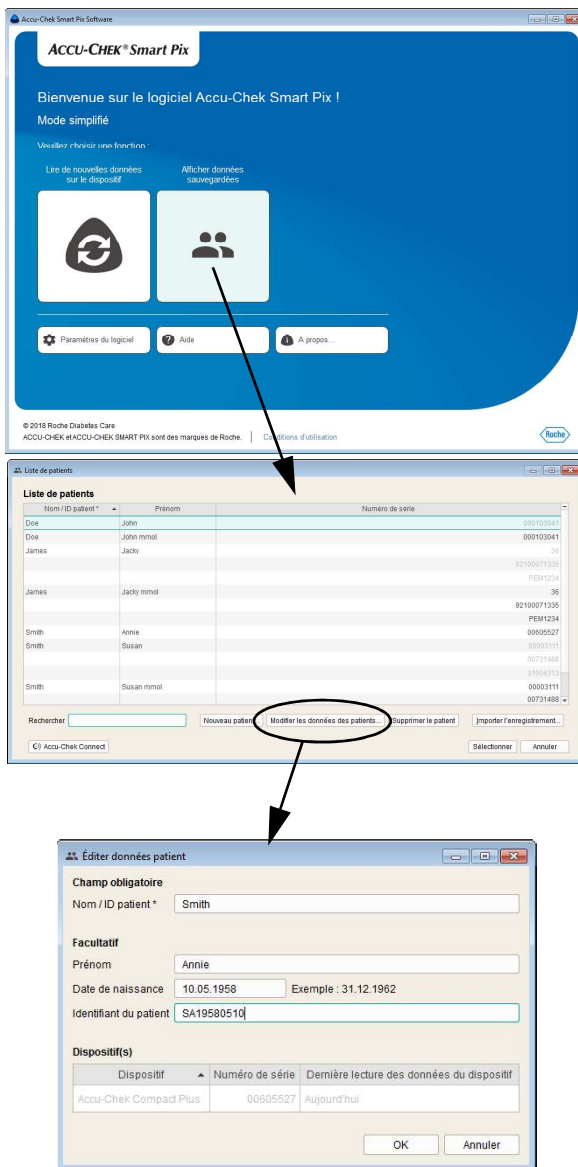 Accu-Chek Smart Pix Software
ACCU-CHEK® Smart Pix
Bienvenue sur le logiciel Accu-Chek Smart Pix !
Mode simplifié
Veuillez choisir une fonction :
Lire de nouvelles données sur le dispositif
Afficher données sauvegardées
Paramètres du logiciel
Aide
A propos...
© 2018 Roche Diabetes Care
ACCU-CHEK et ACCU-CHEK SMART PIX sont des marques de Roche.
Conditions d'utilisation
Roche
Liste de patients
Liste de patients
Nom / ID patient * Prénom Numéro de série
Doe John 000103041
Doe John mmol 000103041
James Jacky 36
92100071335
PEM1234
James Jacky mmol 36
92100071335
PEM1234
Smith Annie 00605527
Smith Susan 00003111
00731488
31004313
Smith Susan mmol 00003111
00731488
Rechercher Nouveau patient... Modifier les données des patients... Supprimer le patient Importer l'enregistrement...
Accu-Chek Connect Sélectionner Annuler
Éditer données patient
Champ obligatoire
Nom / ID patient * Smith
Facultatif
Prénom Annie
Date de naissance 10.05.1958 Exemple : 31.12.1962
Identifiant du patient SA19580510
Dispositif(s)
Dispositif Numéro de série Dernière lecture des données du dispositif
Accu-Chek Compact Plus 00605527 Aujourd'hui
OK Annuler